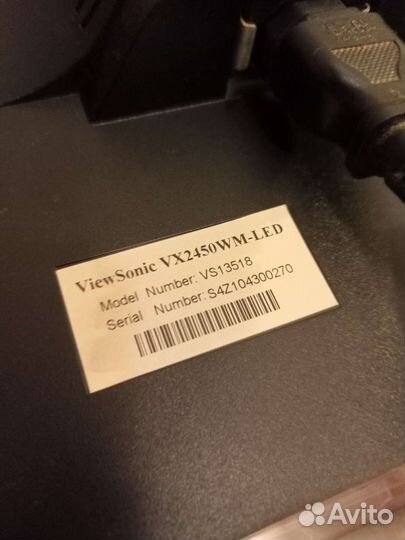 ViewSonic VX2450WM-LED
Model Number: VS13518
Serial Number: S4Z104300270
Avito